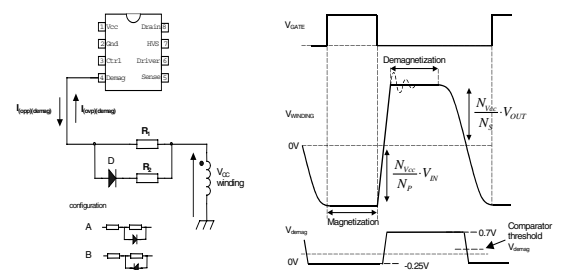 1 Vcc Drain 8
2 Gnd HVS 7
3 Ctrl Driver 6
4 Demag Sense 5
I(opp)(demag)
I(ovp)(demag)
R1
D
R2
VCC
winding
configuration
A
B
VGATE
Demagnetization
VWINDING
0V
NVcc/NS · VOUT
NVcc/NP · VIN
Magnetization
Vdemag
0V
0.7V
-0.25V
Comparator
threshold
Vdemag